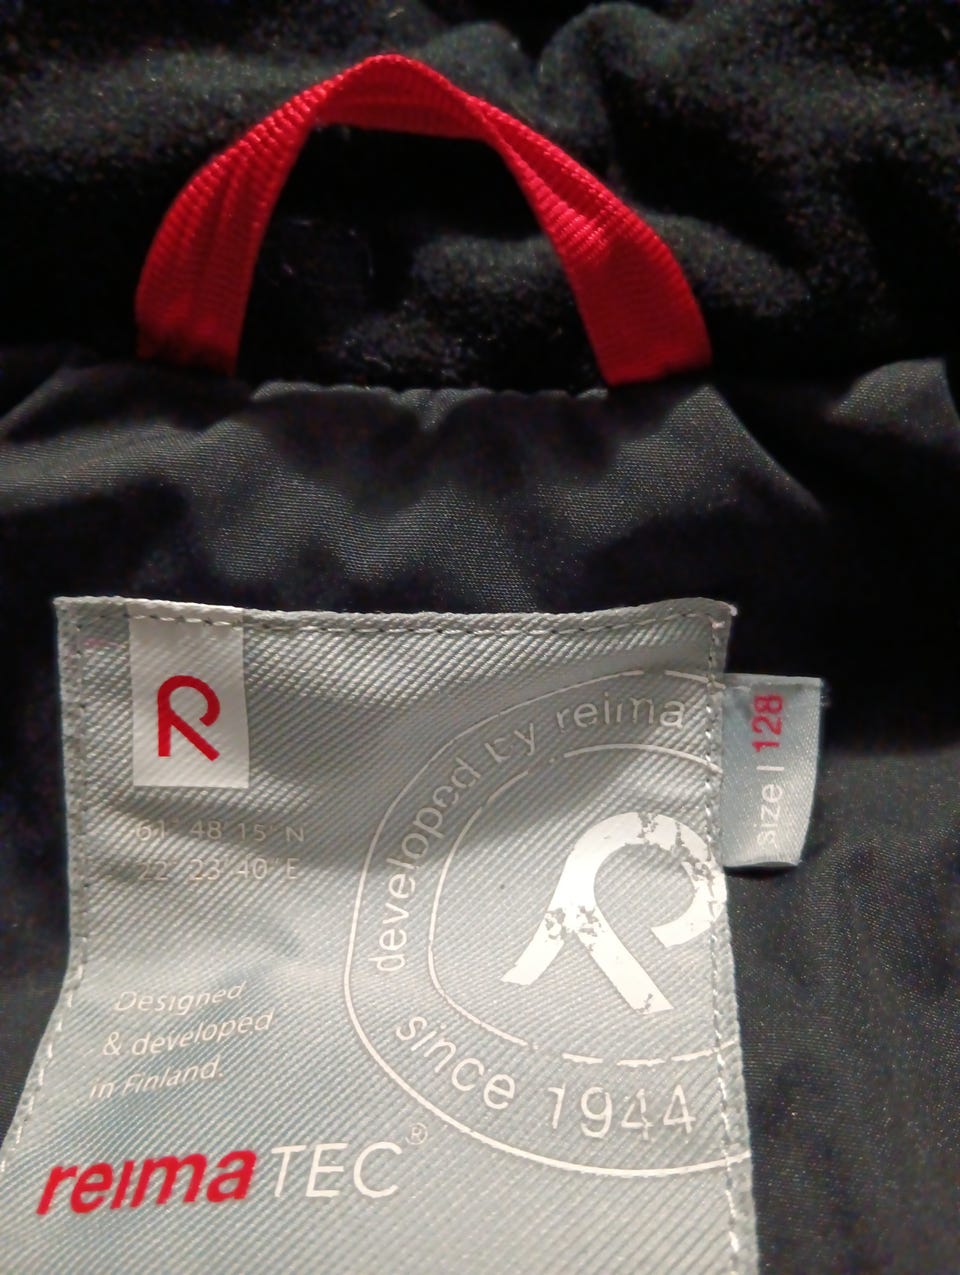 R
61° 48' 15" N
22° 23' 40" E
developed by reima
R
since 1944
size | 128
Designed
& developed
in Finland.
reimaTEC®